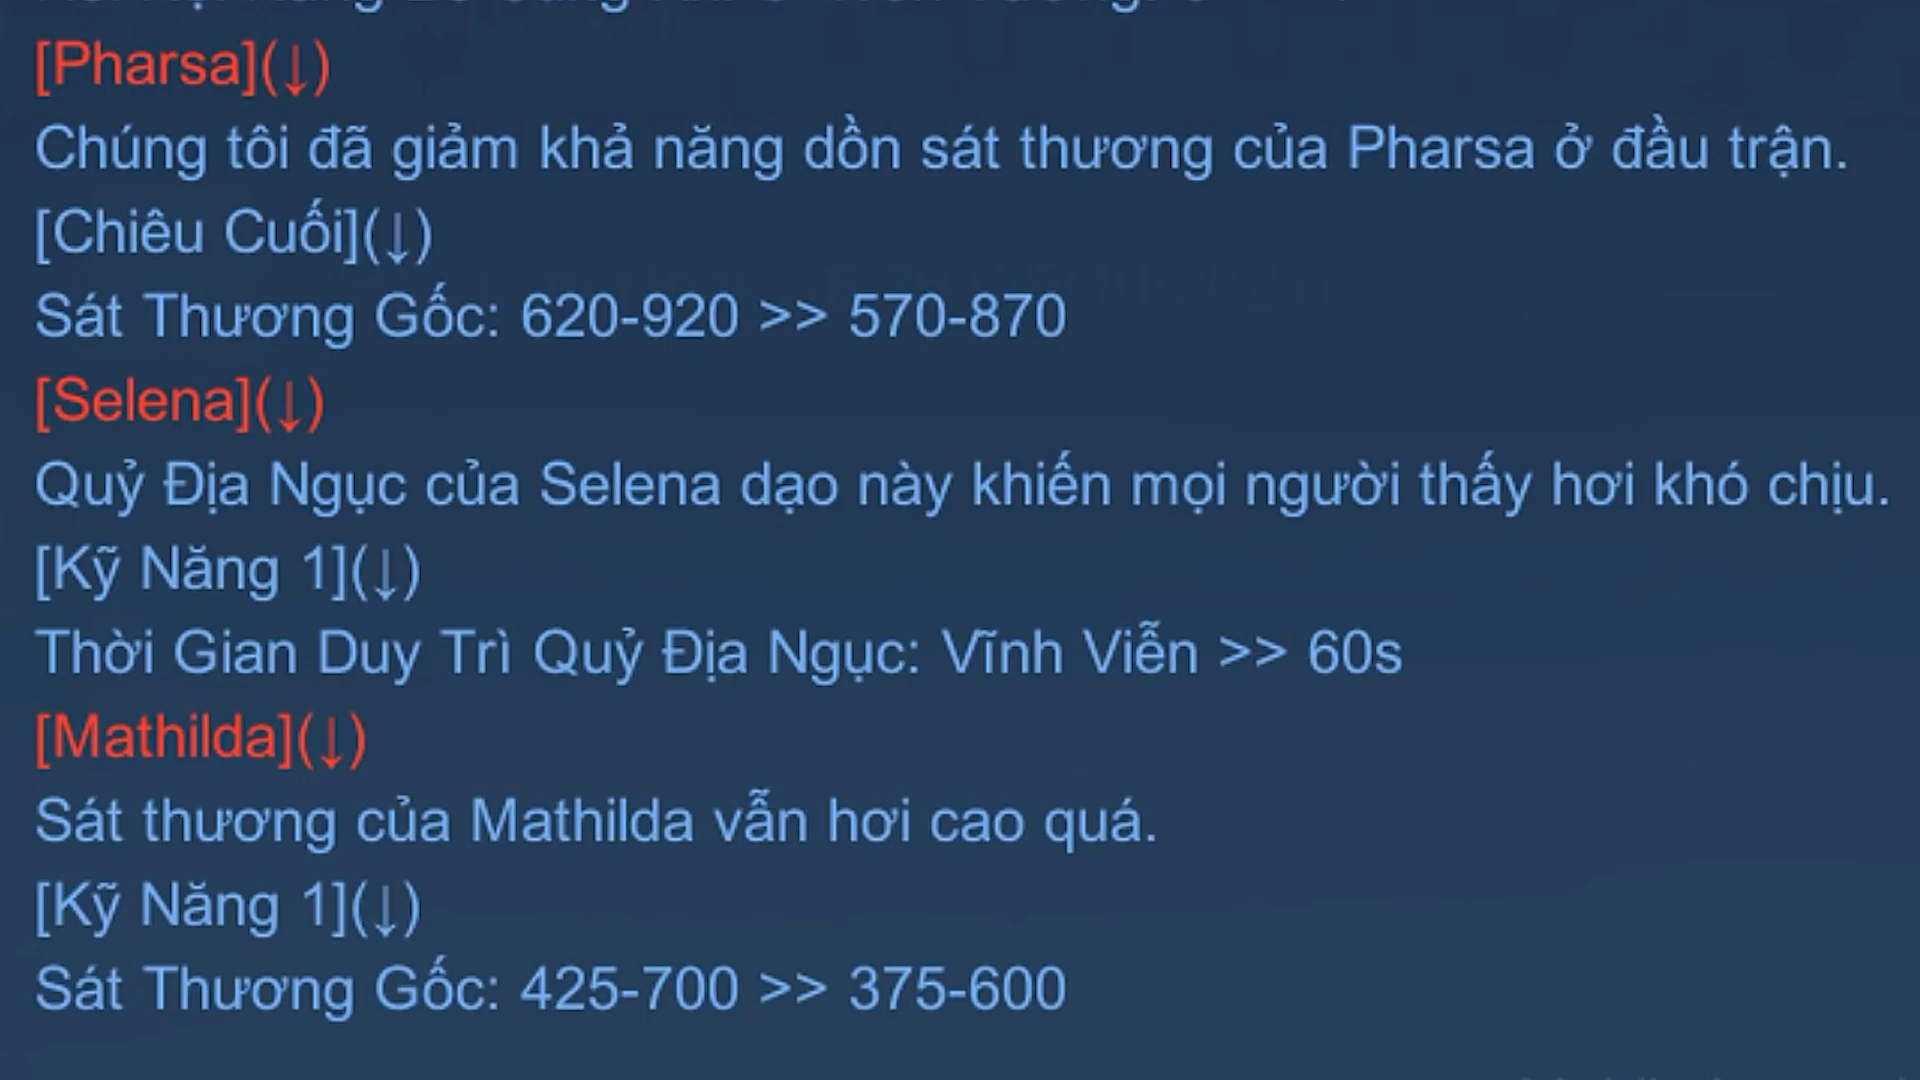 [Pharsa](↓)
Chúng tôi đã giảm khả năng dồn sát thương của Pharsa ở đầu trận.
[Chiêu Cuối](↓)
Sát Thương Gốc: 620-920 >> 570-870
[Selena](↓)
Quỷ Địa Ngục của Selena dạo này khiến mọi người thấy hơi khó chịu.
[Kỹ Năng 1](↓)
Thời Gian Duy Trì Quỷ Địa Ngục: Vĩnh Viễn >> 60s
[Mathilda](↓)
Sát thương của Mathilda vẫn hơi cao quá.
[Kỹ Năng 1](↓)
Sát Thương Gốc: 425-700 >> 375-600